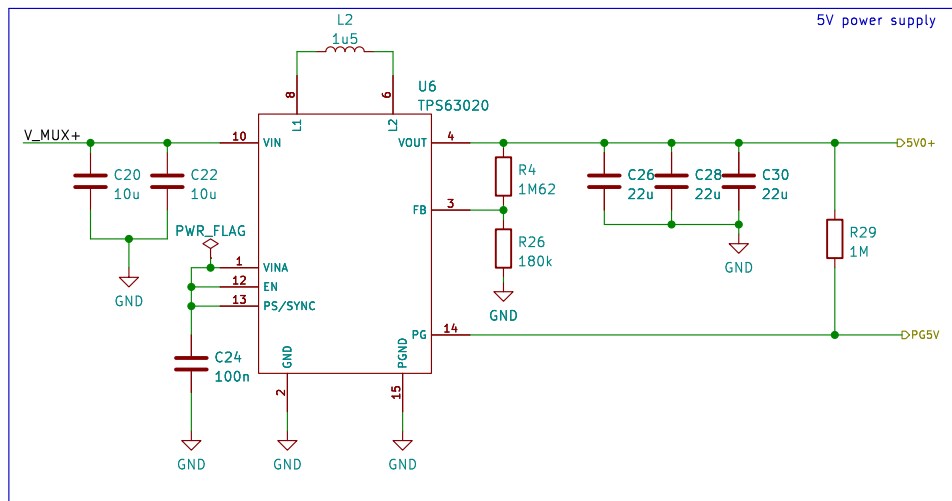 5V power supply
L2
1u5
8
6
U6
TPS63020
L1
L2
V_MUX+
10
VIN
VOUT
4
5V0+
C20
10u
C22
10u
R4
1M62
C26
22u
C28
22u
C30
22u
FB
3
PWR_FLAG
R26
180k
R29
1M
1
VINA
12
EN
13
PS/SYNC
GND
GND
GND
PG
14
PG5V
C24
100n
GND
PGND
2
15
GND
GND
GND